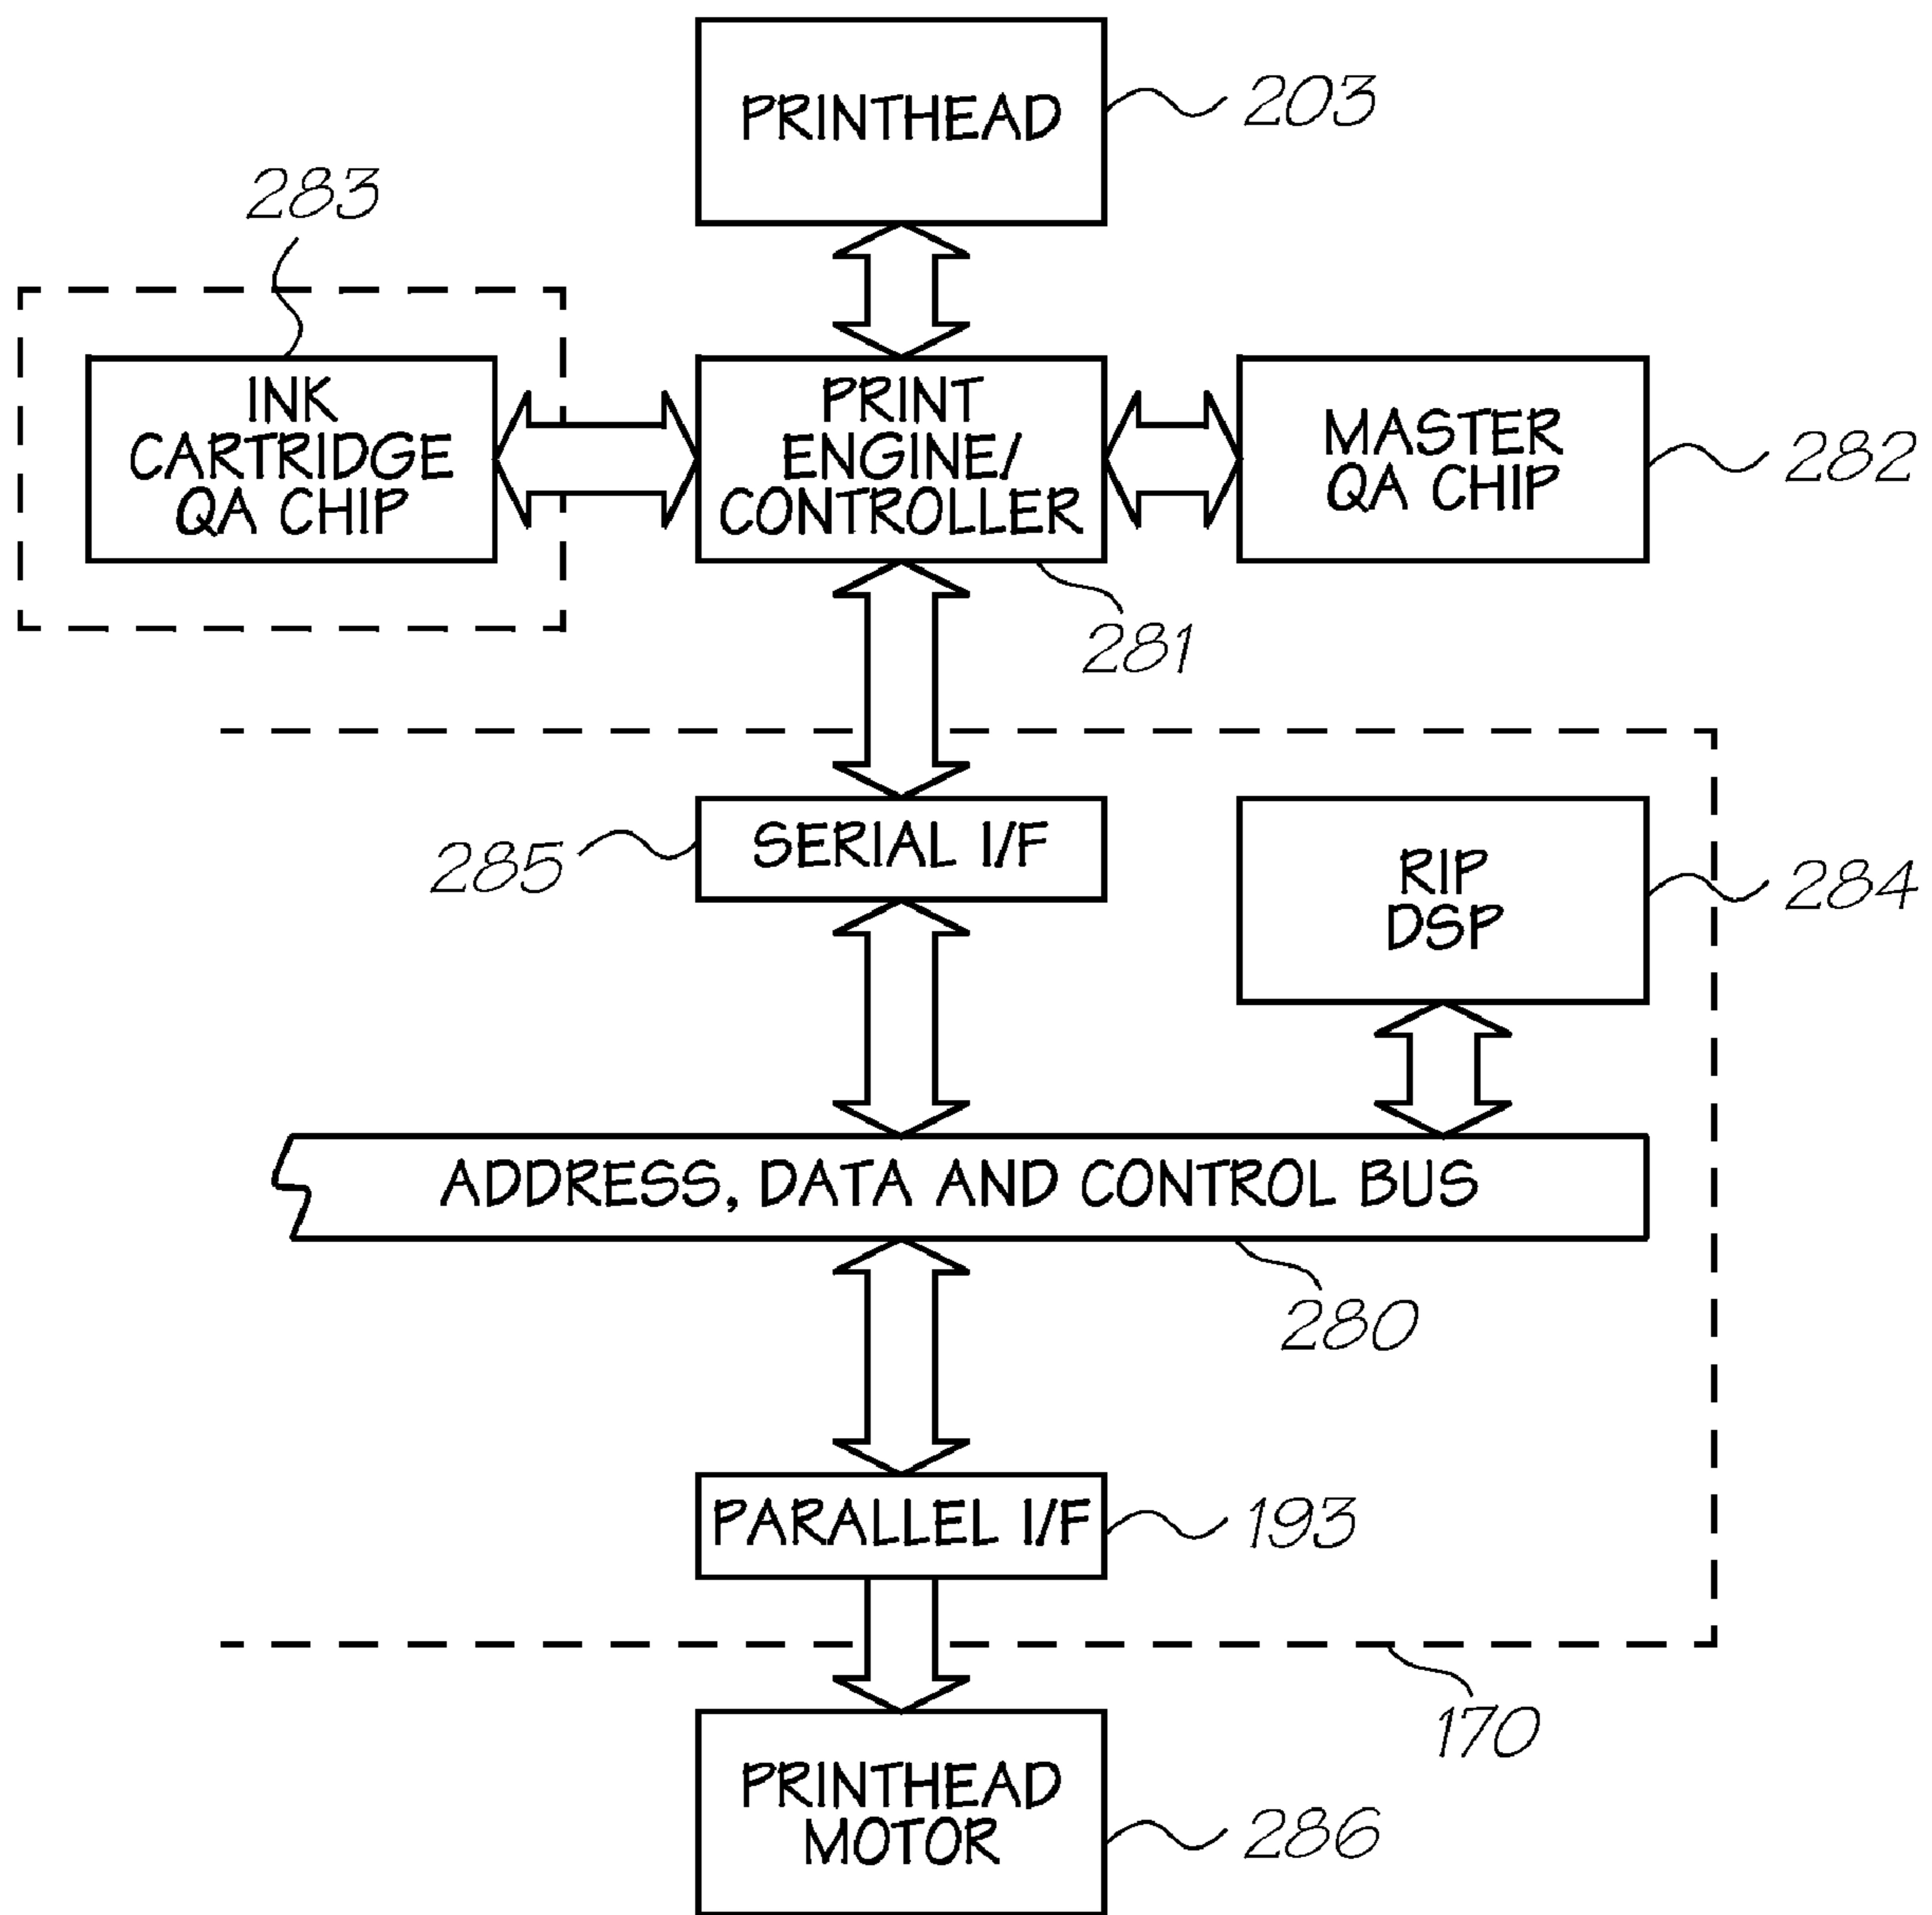 PRINTHEAD
203
283
INK
CARTRIDGE
QA CHIP
PRINT
ENGINE/
CONTROLLER
MASTER
QA CHIP
282
281
SERIAL I/F
285
RIP
DSP
284
ADDRESS, DATA AND CONTROL BUS
280
PARALLEL I/F
193
170
PRINTHEAD
MOTOR
286